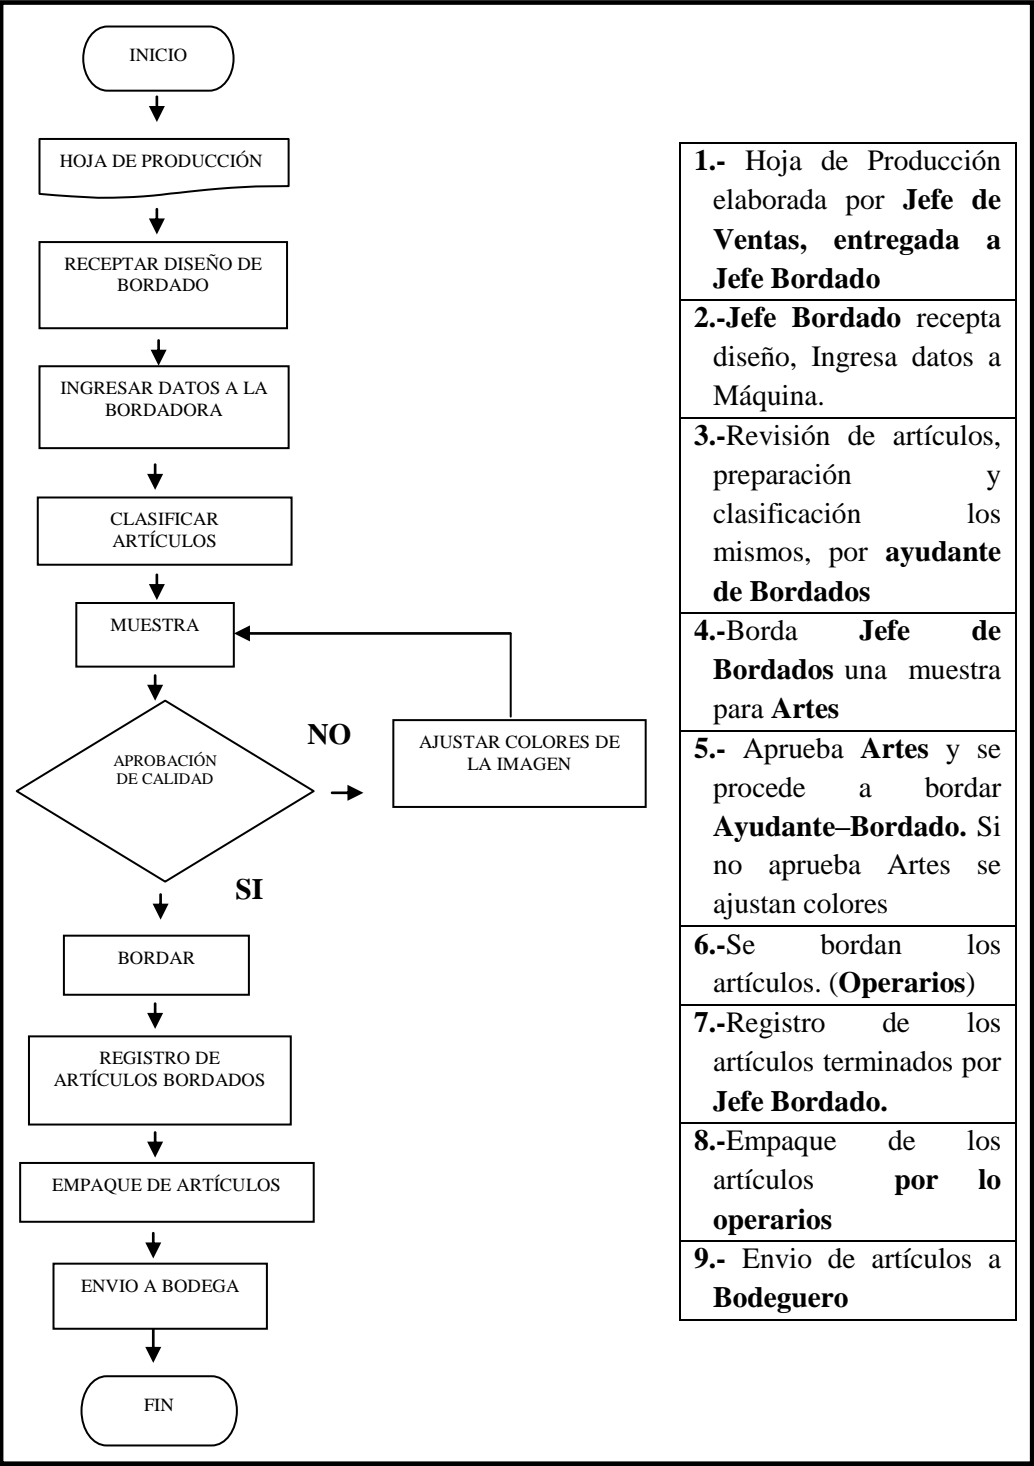 INICIO
HOJA DE PRODUCCIÓN
RECEPTAR DISEÑO DE
BORDADO
INGRESAR DATOS A LA
BORDADORA
CLASIFICAR
ARTÍCULOS
MUESTRA
APROBACIÓN
DE CALIDAD
NO
AJUSTAR COLORES DE
LA IMAGEN
SI
BORDAR
REGISTRO DE
ARTÍCULOS BORDADOS
EMPAQUE DE ARTÍCULOS
ENVIO A BODEGA
FIN
1.- Hoja de Producción
elaborada por Jefe de
Ventas, entregada a
Jefe Bordado
2.-Jefe Bordado recepta
diseño, Ingresa datos a
Máquina.
3.-Revisión de artículos,
preparación y
clasificación los
mismos, por ayudante
de Bordados
4.-Borda Jefe de
Bordados una muestra
para Artes
5.- Aprueba Artes y se
procede a bordar
Ayudante–Bordado. Si
no aprueba Artes se
ajustan colores
6.-Se bordan los
artículos. (Operarios)
7.-Registro de los
artículos terminados por
Jefe Bordado.
8.-Empaque de los
artículos por lo
operarios
9.- Envio de artículos a
Bodeguero